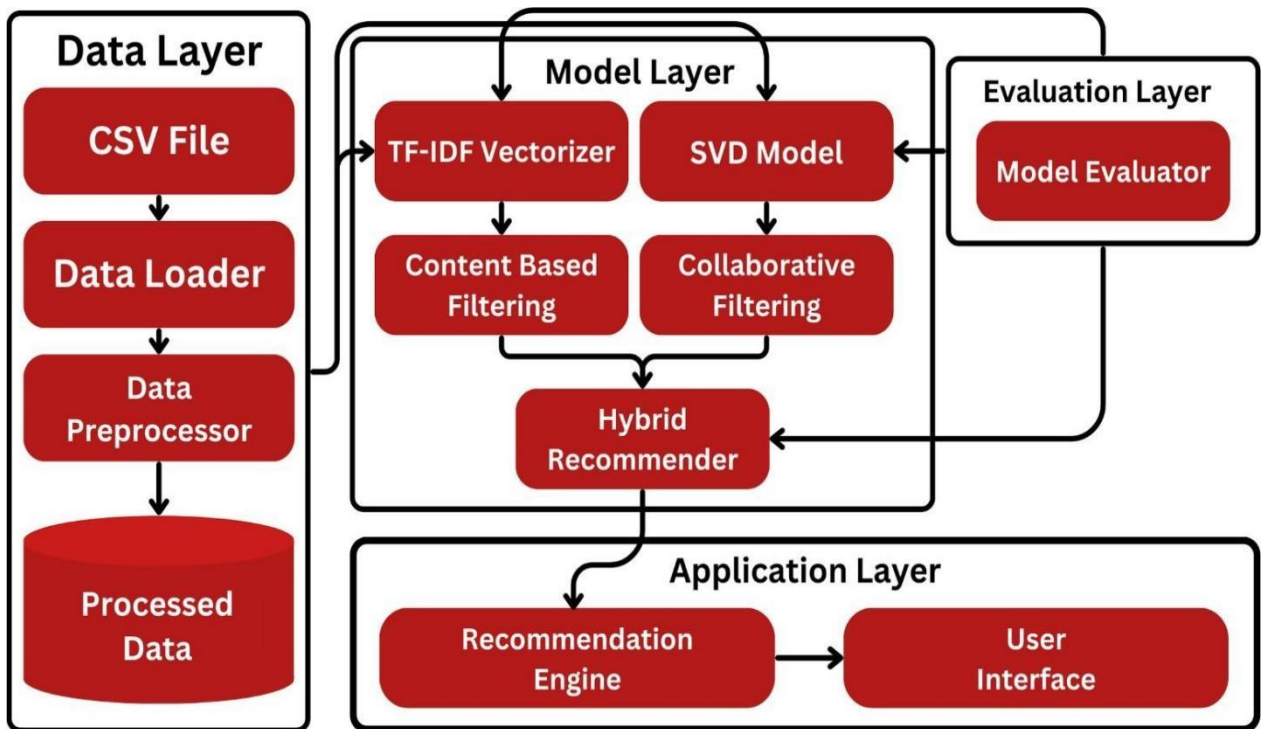 Data Layer
CSV File
Data Loader
Data
Preprocessor
Processed
Data
Model Layer
TF-IDF Vectorizer
SVD Model
Content Based
Filtering
Collaborative
Filtering
Hybrid
Recommender
Evaluation Layer
Model Evaluator
Application Layer
Recommendation
Engine
User
Interface